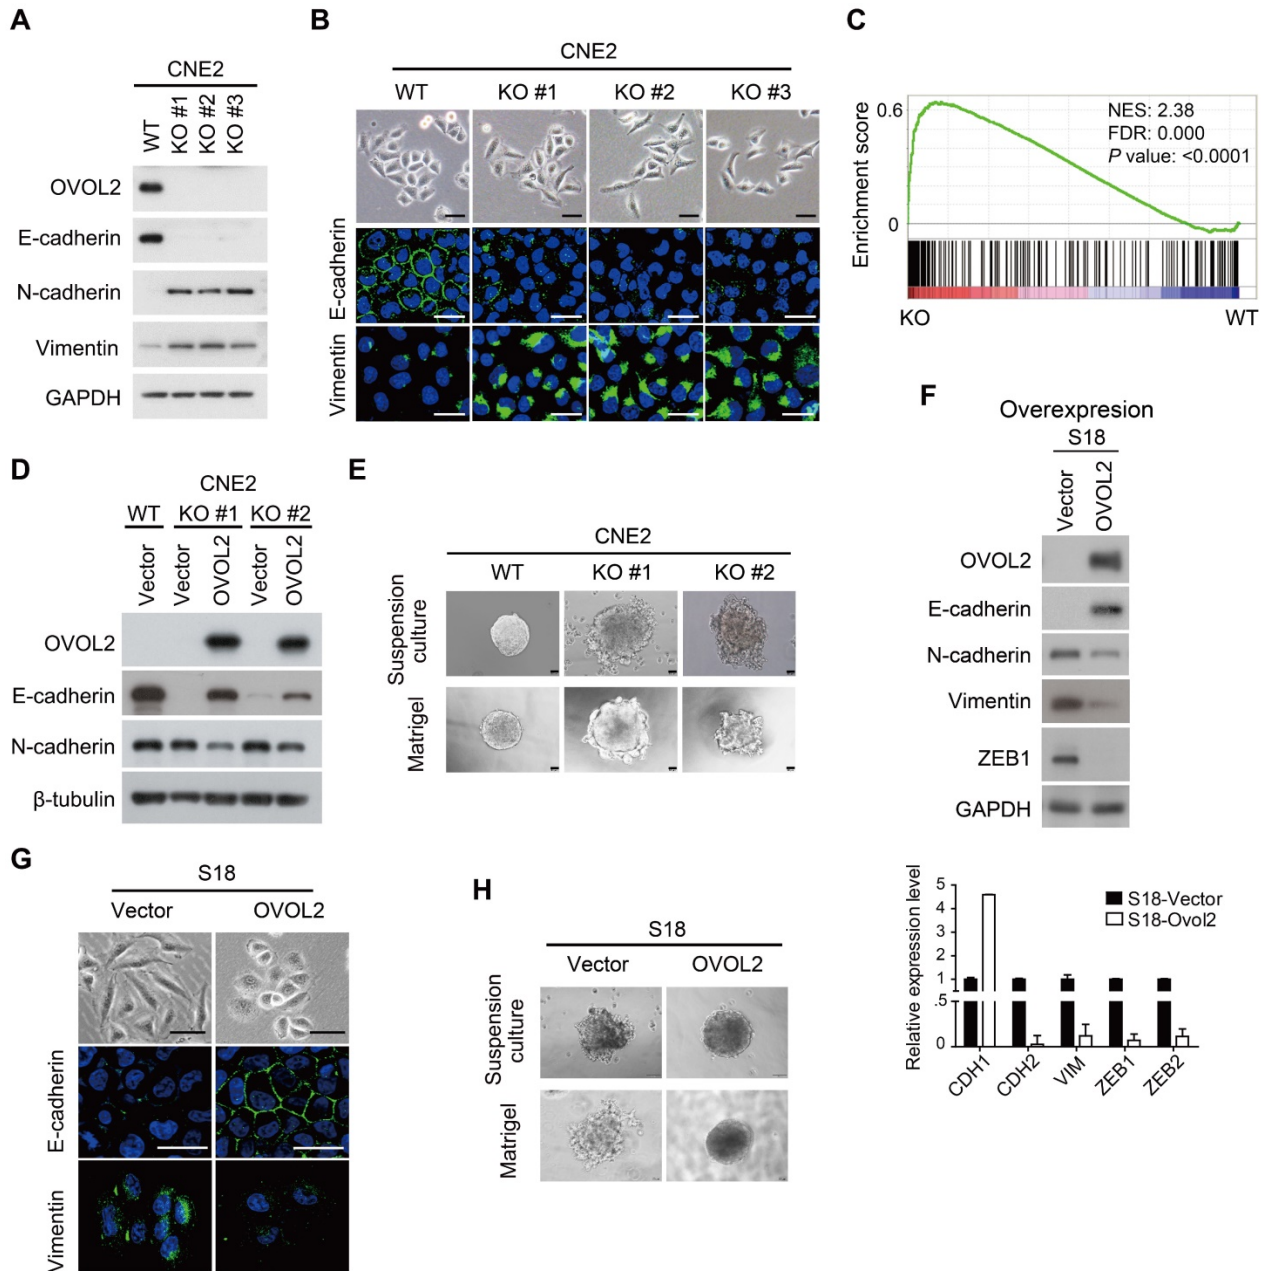 A
CNE2
WT
KO #1
KO #2
KO #3
OVOL2
E-cadherin
N-cadherin
Vimentin
GAPDH
B
CNE2
WT
KO #1
KO #2
KO #3
E-cadherin
Vimentin
C
Enrichment score
0.6
0
NES: 2.38
FDR: 0.000
P value: <0.0001
KO
WT
D
CNE2
WT
KO #1
KO #2
Vector
Vector
OVOL2
Vector
OVOL2
OVOL2
E-cadherin
N-cadherin
β-tubulin
E
CNE2
WT
KO #1
KO #2
Suspension
culture
Matrigel
F
Overexpresion
S18
Vector
OVOL2
OVOL2
E-cadherin
N-cadherin
Vimentin
ZEB1
GAPDH
Relative expression level
5
4
3
2
1
.5
0
S18-Vector
S18-Ovol2
CDH1
CDH2
VIM
ZEB1
ZEB2
G
S18
Vector
OVOL2
E-cadherin
Vimentin
H
S18
Vector
OVOL2
Suspension
culture
Matrigel